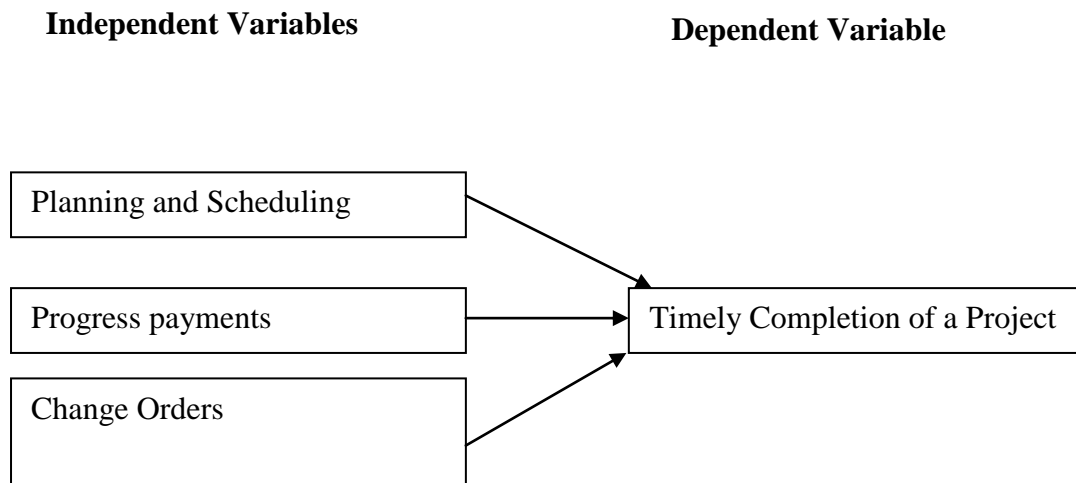 Independent Variables
Dependent Variable
Planning and Scheduling
Progress payments
Timely Completion of a Project
Change Orders